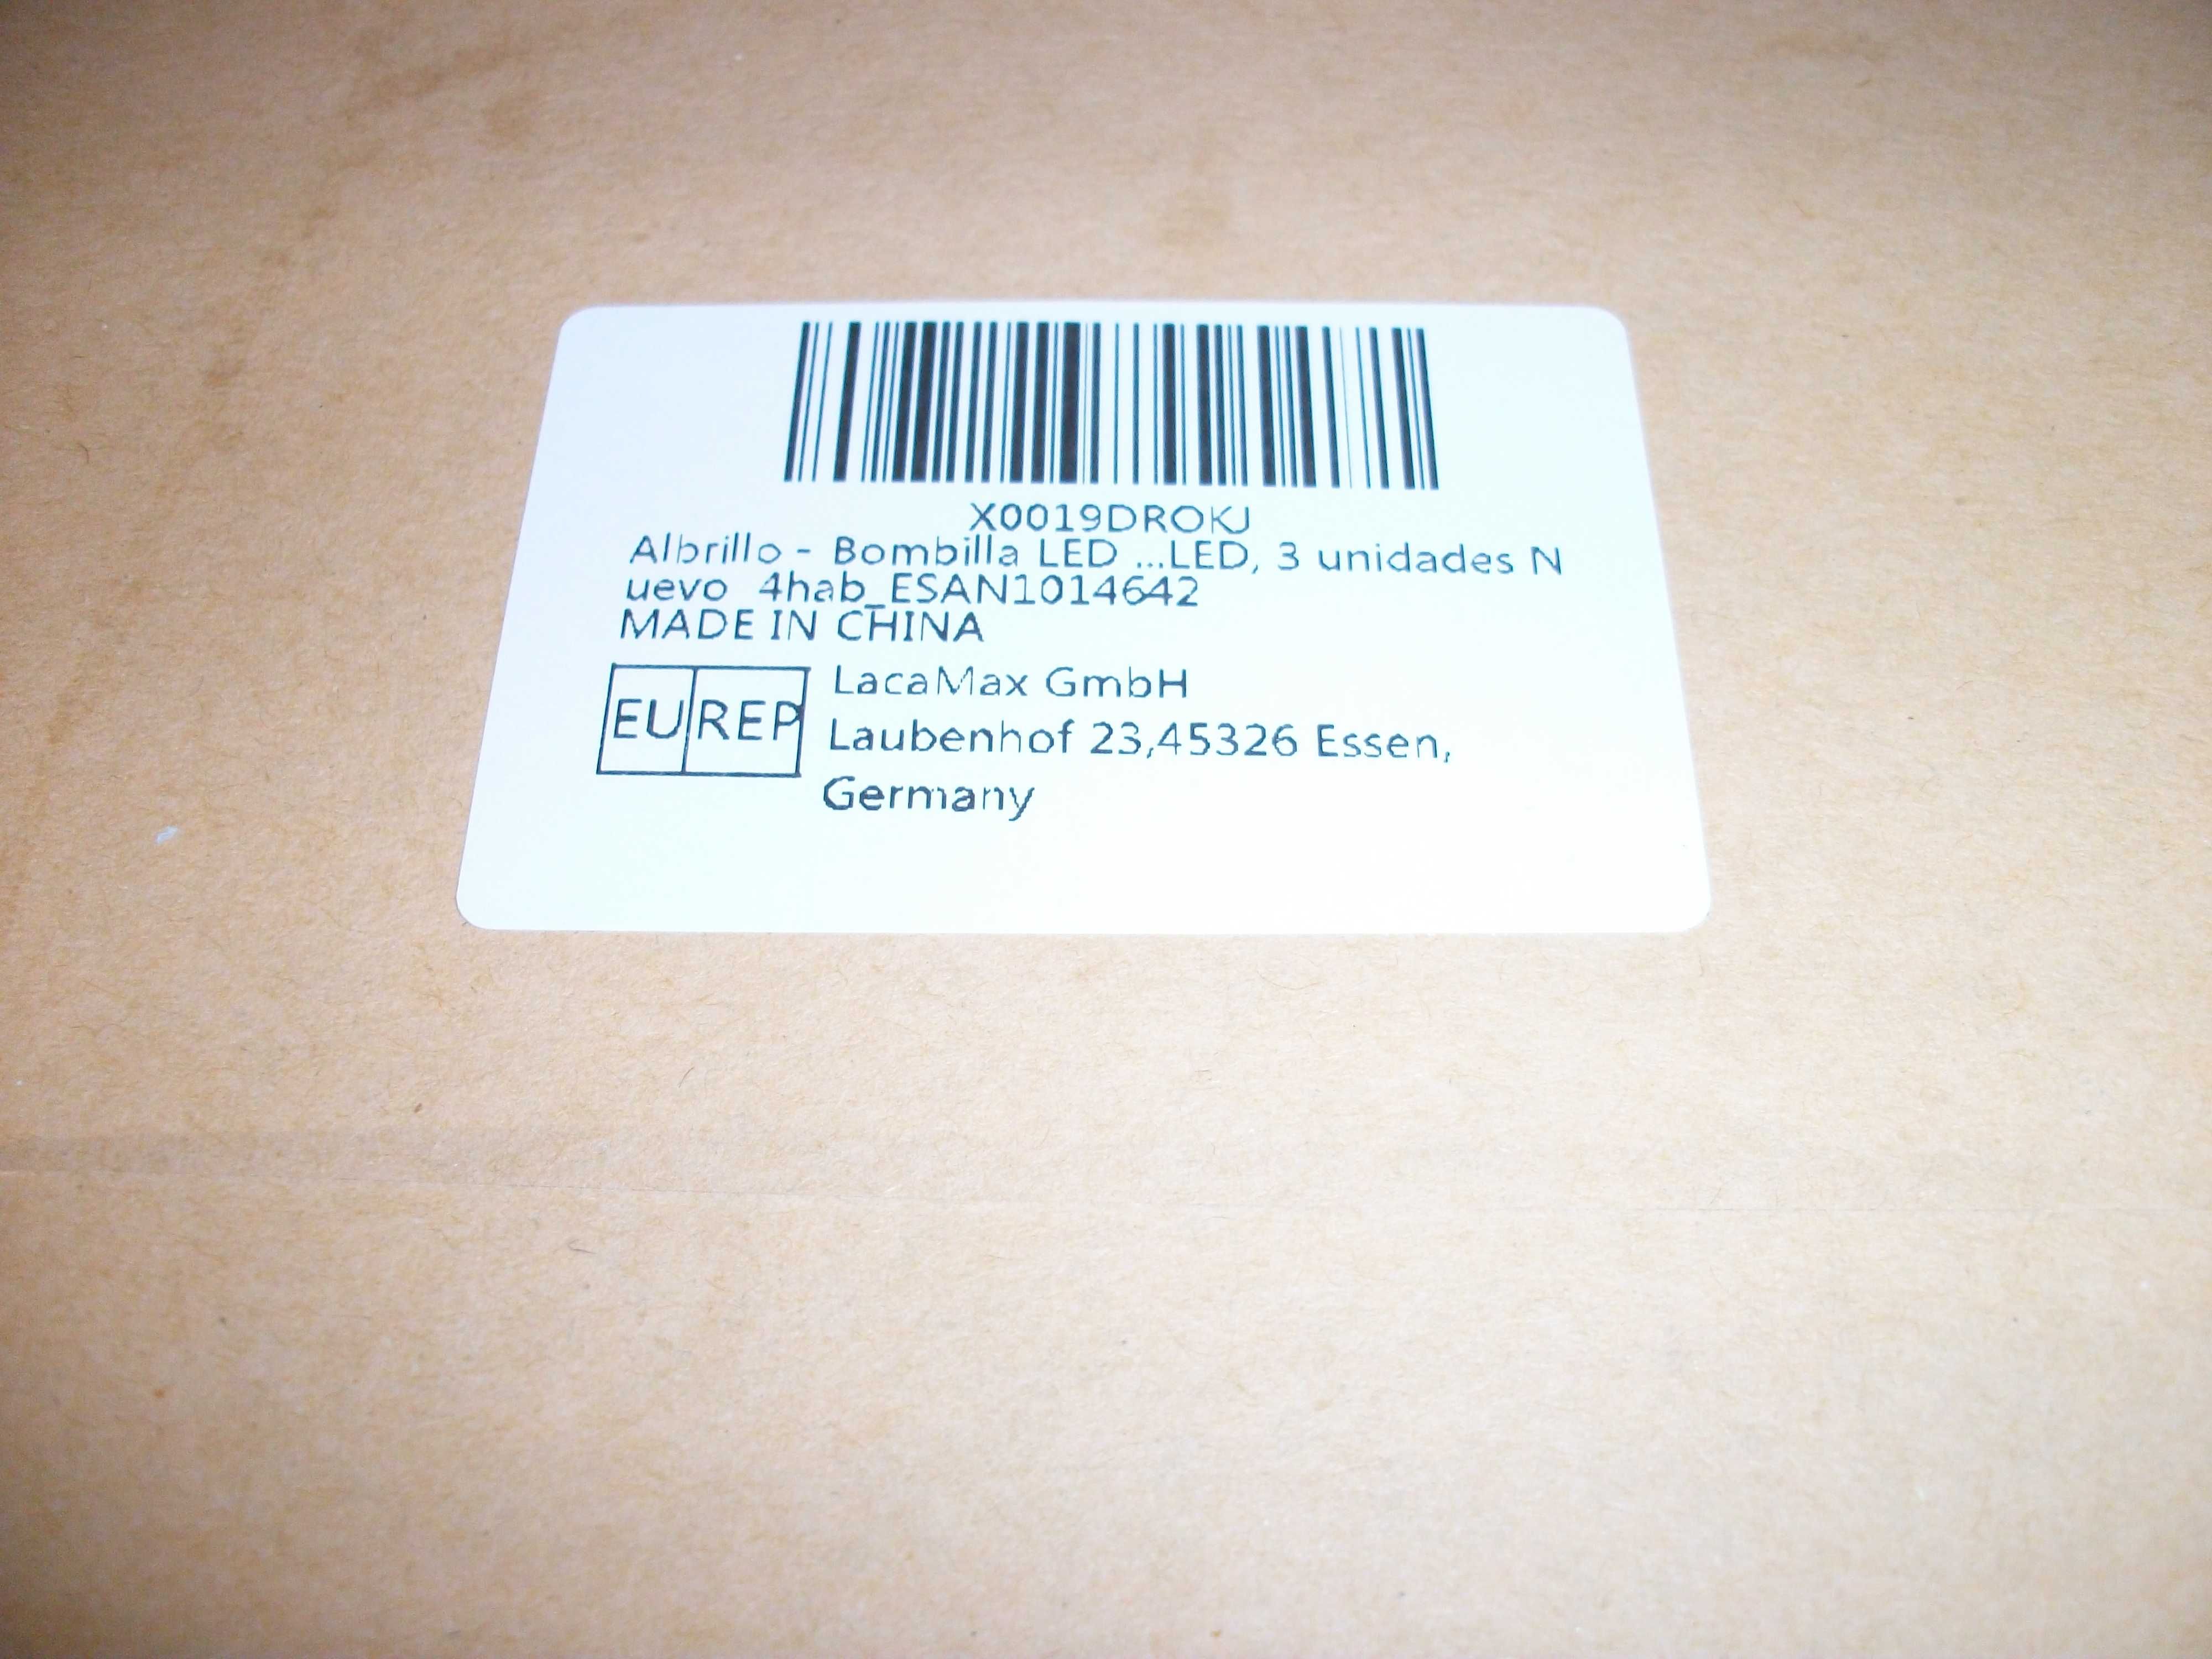 X0019DROKJ
Albrillo - Bombilla LED ...LED, 3 unidades N
uevo 4hab_ESAN1014642
MADE IN CHINA
EU REP
LacaMax GmbH
Laubenhof 23,45326 Essen,
Germany